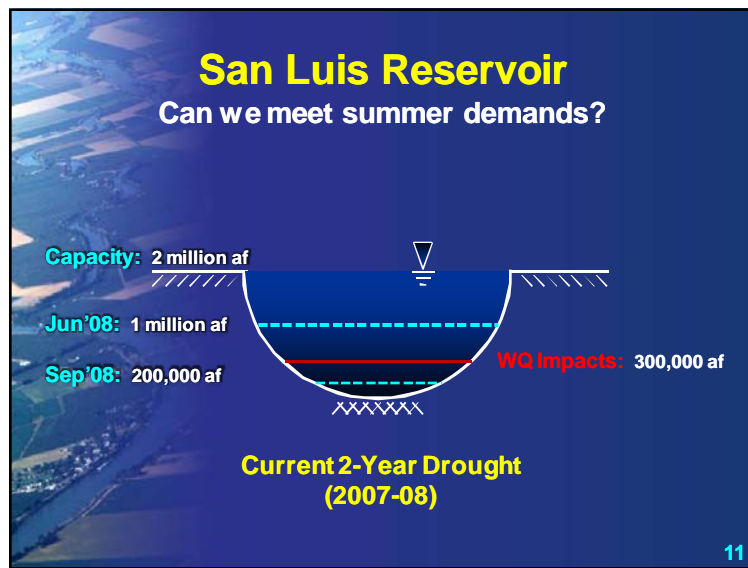 San Luis Reservoir
Can we meet summer demands?
Capacity: 2 million af
Jun'08: 1 million af
Sep'08: 200,000 af
WQ Impacts: 300,000 af
Current 2-Year Drought
(2007-08)
11